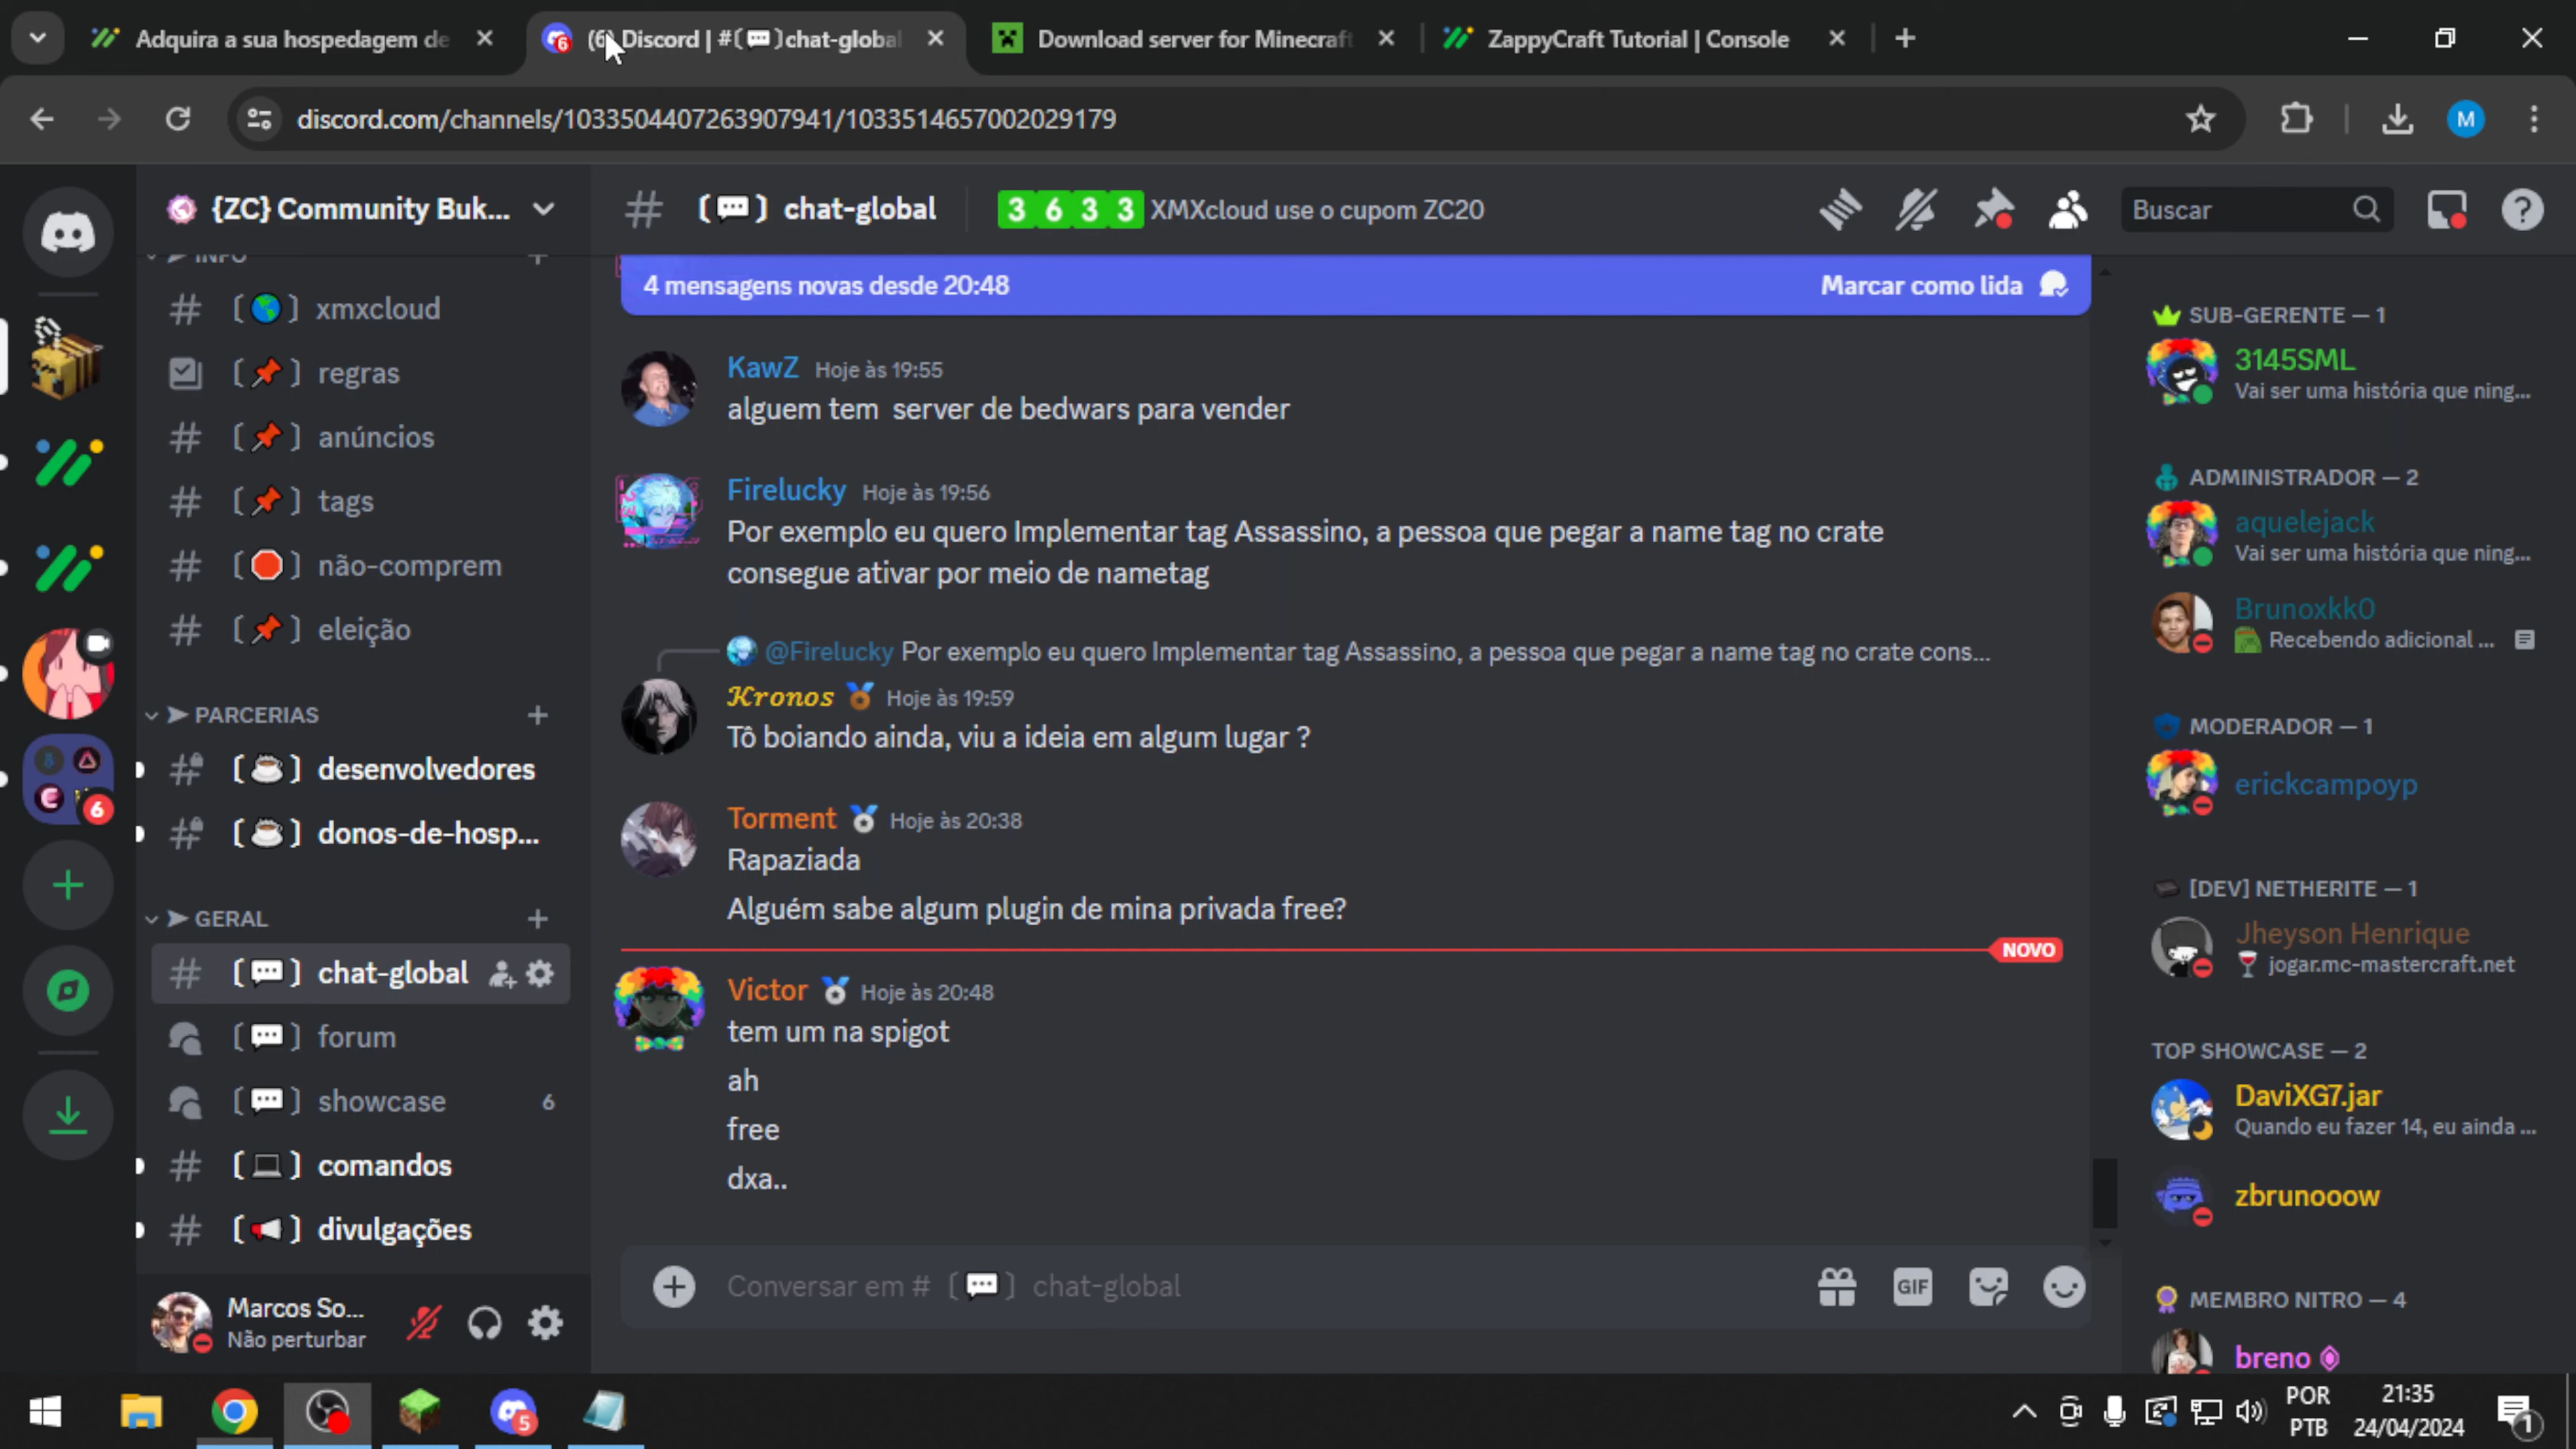 Adquira a sua hospedagem de
(6) Discord | #〔💬〕chat-global
Download server for Minecraft
ZappyCraft Tutorial | Console
discord.com/channels/1033504407263907941/1033514657002029179
M
{ZC} Community Buk...
INFO
〔🌎〕 xmxcloud
〔📌〕 regras
〔📌〕 anúncios
〔📌〕 tags
〔🛑〕 não-comprem
〔📌〕 eleição
➤ PARCERIAS
〔☕〕 desenvolvedores
〔☕〕 donos-de-hosp...
➤ GERAL
〔💬〕 chat-global
〔💬〕 forum
〔💬〕 showcase 6
〔💻〕 comandos
〔📢〕 divulgações
6
Marcos So...
Não perturbar
# 〔💬〕 chat-global
3 6 3 3 XMXcloud use o cupom ZC20
Buscar
4 mensagens novas desde 20:48
Marcar como lida
KawZ Hoje às 19:55
alguem tem server de bedwars para vender
Firelucky Hoje às 19:56
Por exemplo eu quero Implementar tag Assassino, a pessoa que pegar a name tag no crate
consegue ativar por meio de nametag
@Firelucky Por exemplo eu quero Implementar tag Assassino, a pessoa que pegar a name tag no crate cons...
𝓚𝓻𝓸𝓷𝓸𝓼 Hoje às 19:59
Tô boiando ainda, viu a ideia em algum lugar ?
Torment Hoje às 20:38
Rapaziada
Alguém sabe algum plugin de mina privada free?
NOVO
Victor Hoje às 20:48
tem um na spigot
ah
free
dxa..
Conversar em # 〔💬〕 chat-global
GIF
SUB-GERENTE — 1
3145SML
Vai ser uma história que ning...
ADMINISTRADOR — 2
aquelejack
Vai ser uma história que ning...
Brunoxkk0
Recebendo adicional ...
MODERADOR — 1
erickcampoyp
[DEV] NETHERITE — 1
Jheyson Henrique
jogar.mc-mastercraft.net
TOP SHOWCASE — 2
DaviXG7.jar
Quando eu fazer 14, eu ainda ...
zbrunooow
MEMBRO NITRO — 4
breno
5
POR
PTB
21:35
24/04/2024
1